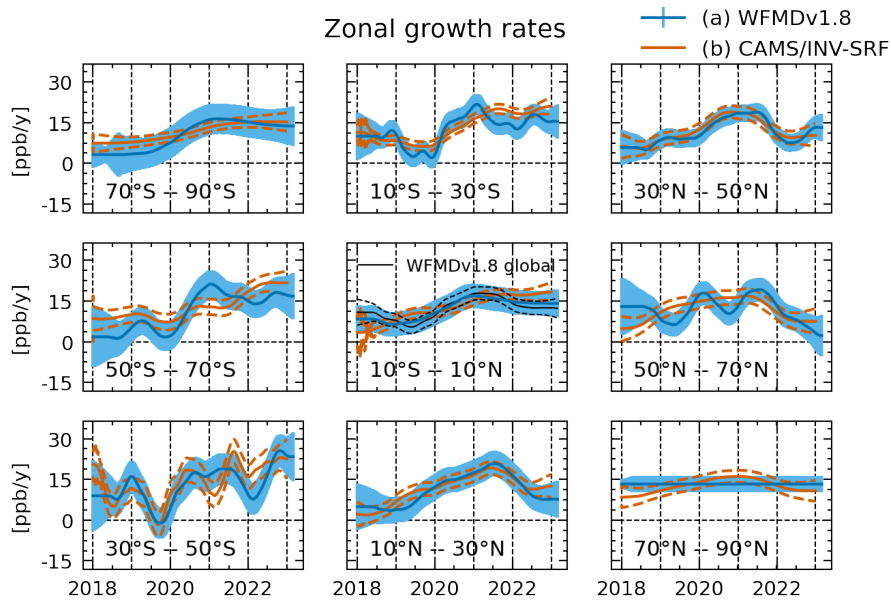 Zonal growth rates
(a) WFMDv1.8
(b) CAMS/INV-SRF
[ppb/y]
30
15
0
-15
70°S -- 90°S
10°S -- 30°S
30°N -- 50°N
[ppb/y]
30
15
0
-15
50°S -- 70°S
WFMDv1.8 global
10°S -- 10°N
50°N -- 70°N
[ppb/y]
30
15
0
-15
30°S -- 50°S
10°N -- 30°N
70°N -- 90°N
2018 2020 2022
2018 2020 2022
2018 2020 2022